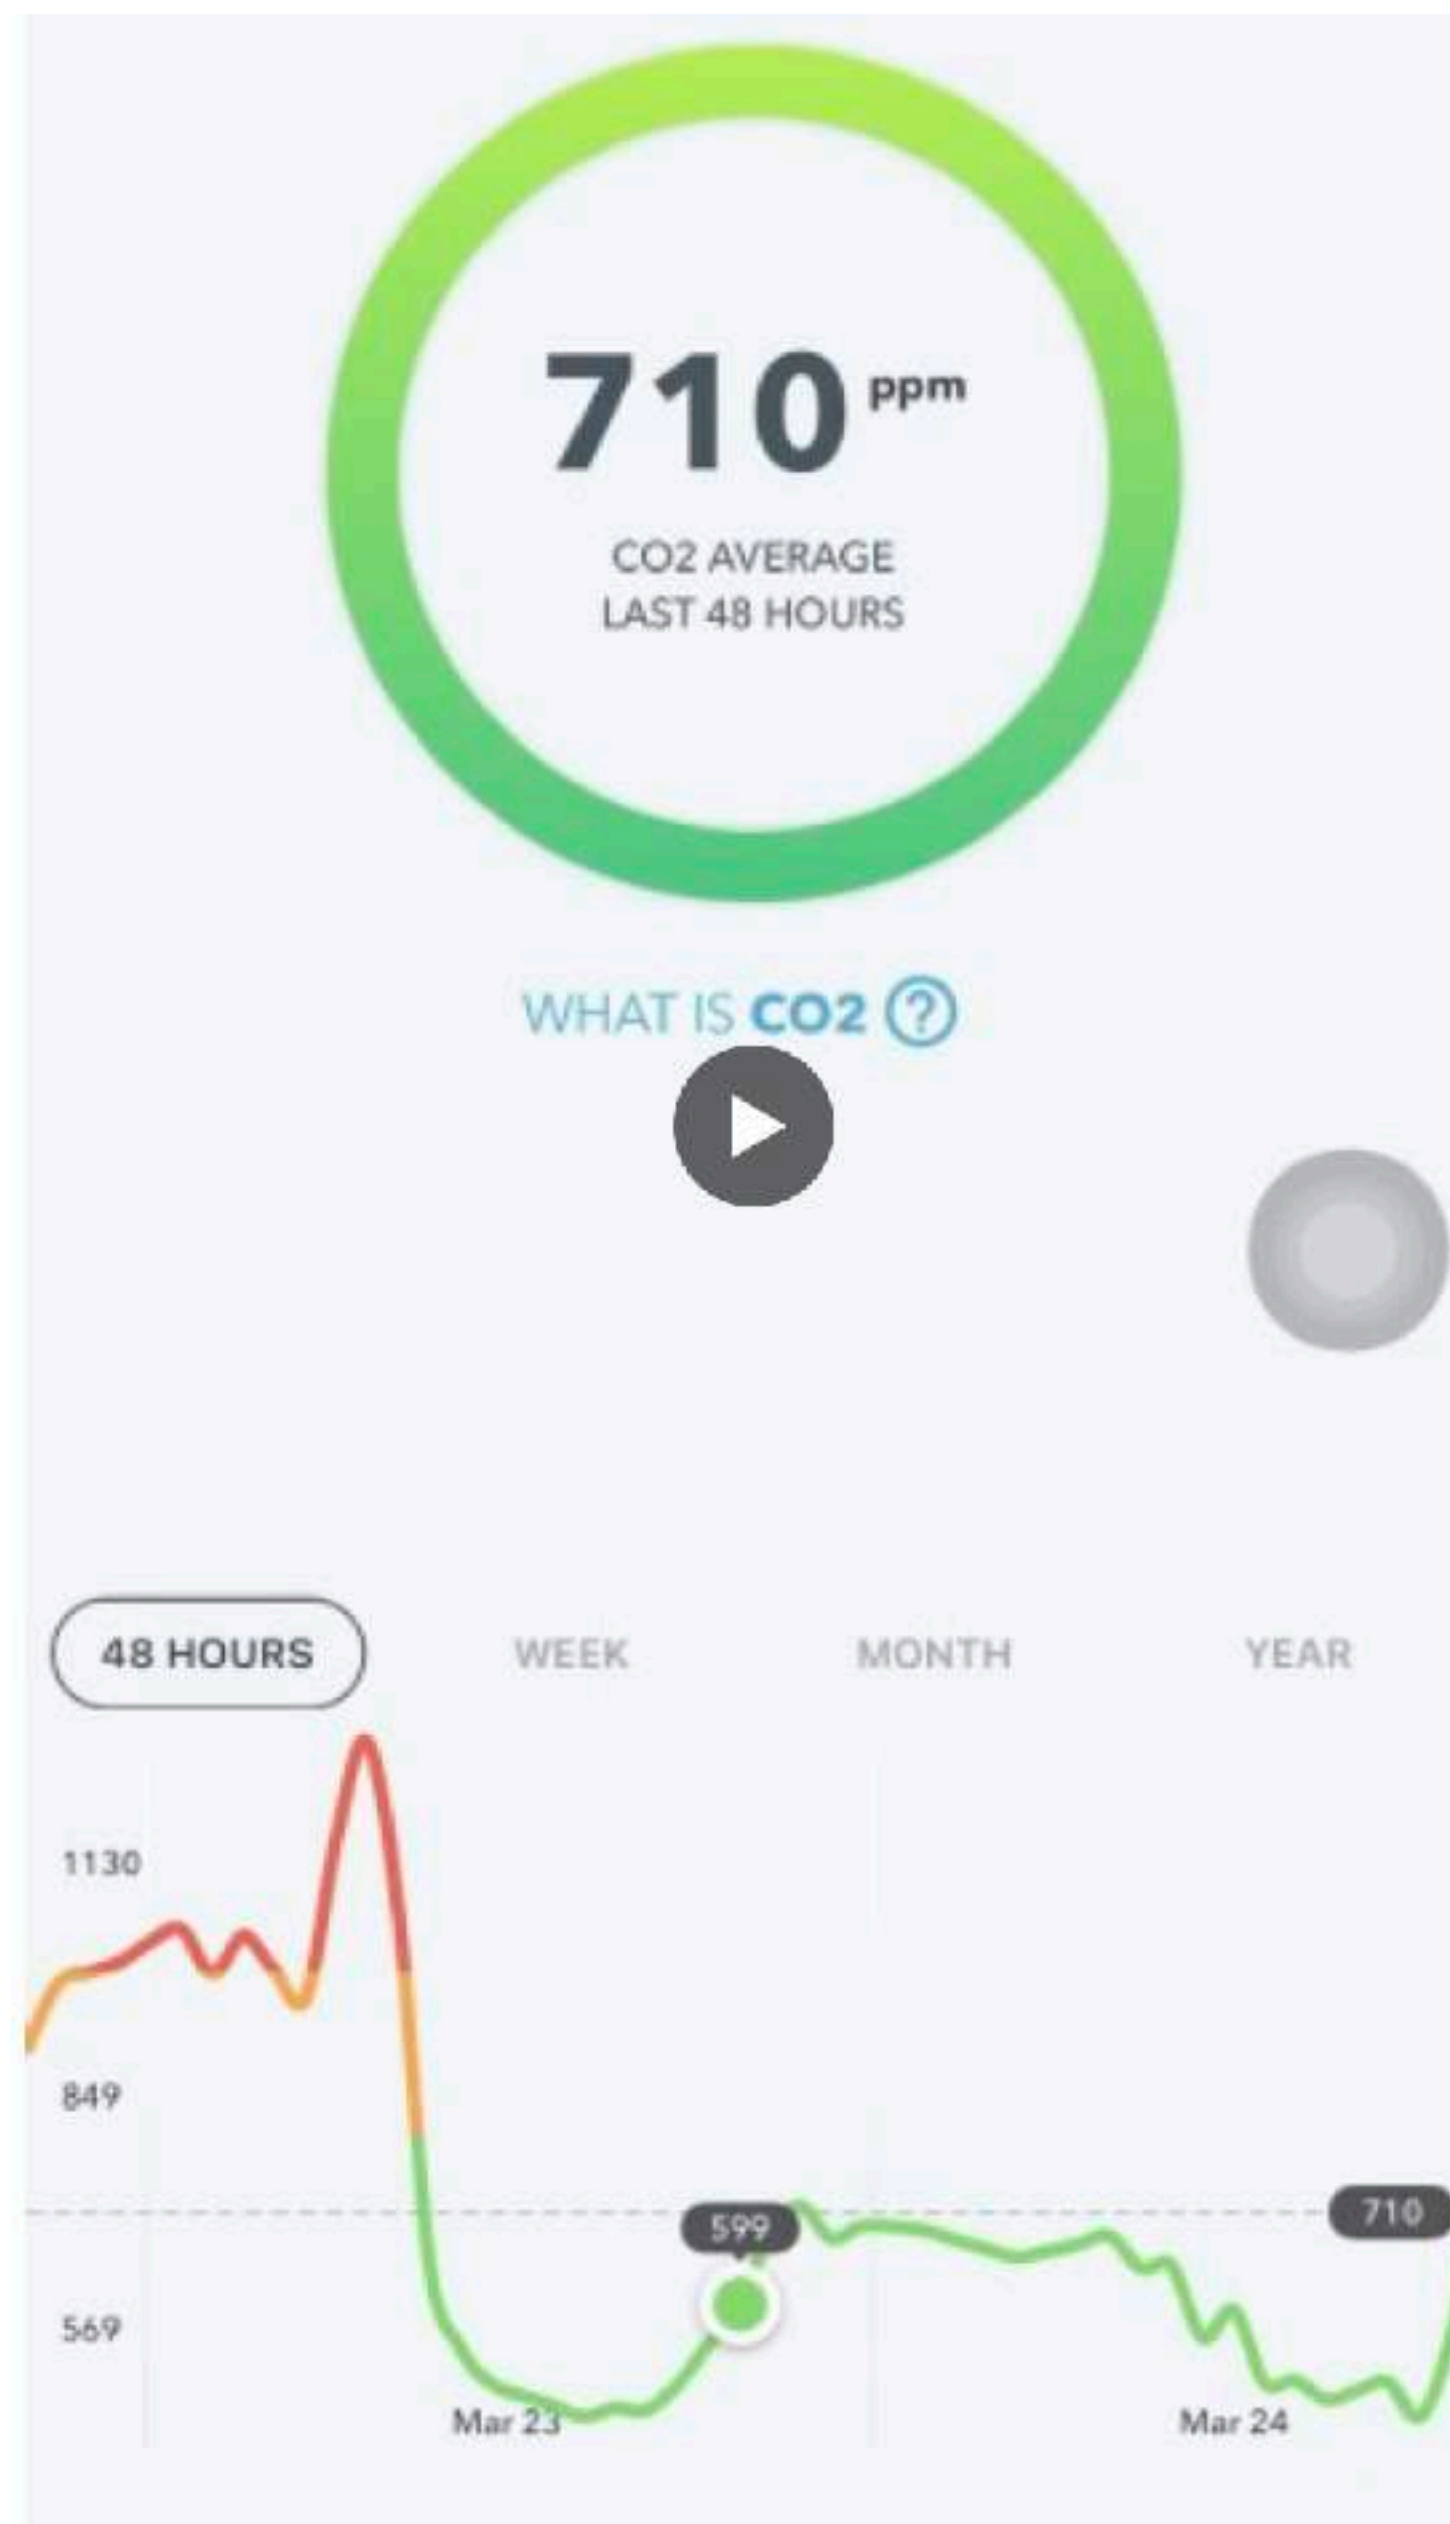 710 ppm
CO2 AVERAGE
LAST 48 HOURS
WHAT IS CO2 ?
48 HOURS WEEK MONTH YEAR
1130
849
710
599
569
Mar 23 Mar 24